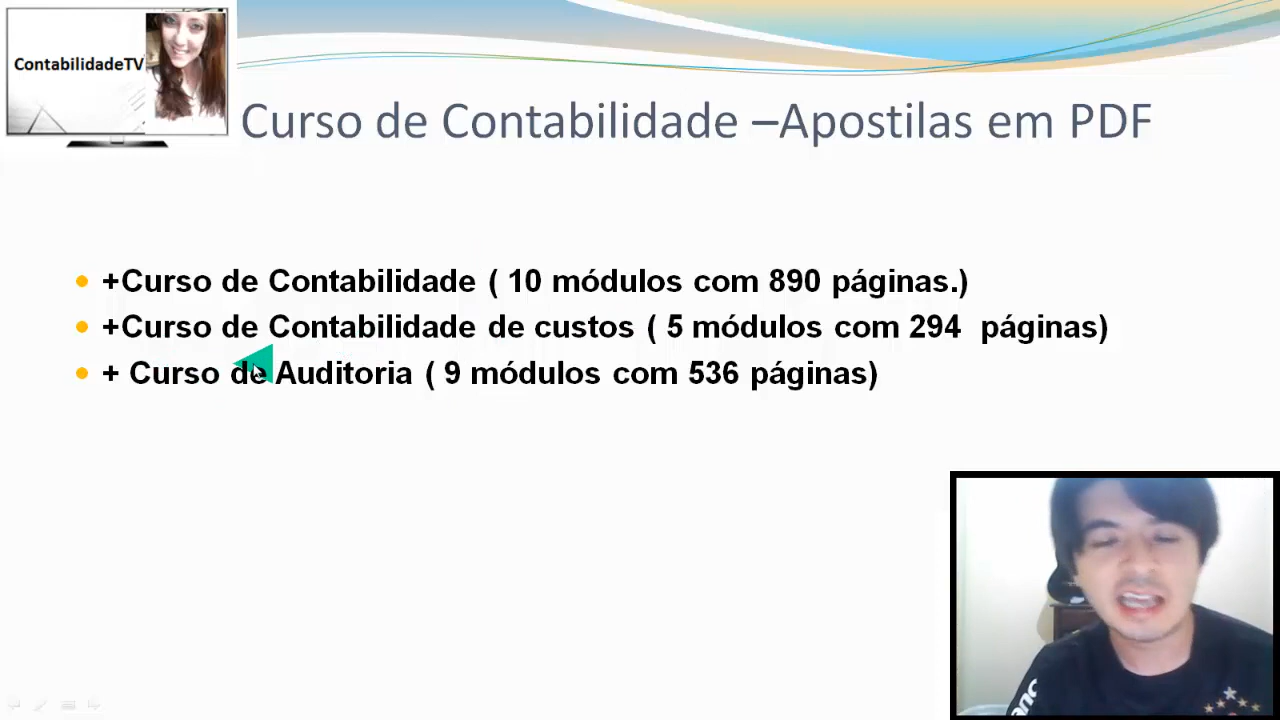 ContabilidadeTV
Curso de Contabilidade –Apostilas em PDF
+Curso de Contabilidade ( 10 módulos com 890 páginas.)
+Curso de Contabilidade de custos ( 5 módulos com 294 páginas)
+ Curso de Auditoria ( 9 módulos com 536 páginas)